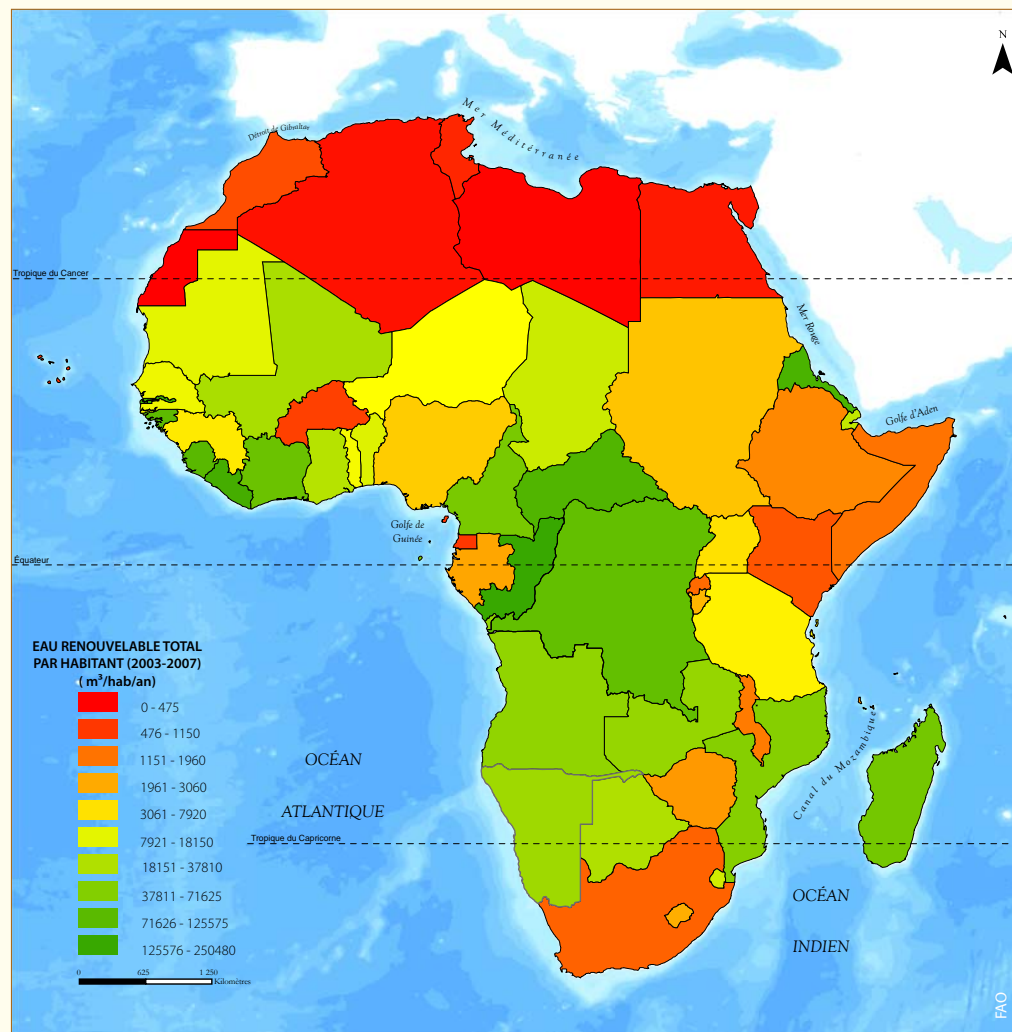 N
Détroit de Gibraltar
Mer Méditérranée
Tropique du Cancer
Mer Rouge
Golfe d'Aden
Golfe de
Guinée
Équateur
EAU RENOUVELABLE TOTAL
PAR HABITANT (2003-2007)
( m³/hab/an)
0 - 475
476 - 1150
1151 - 1960
1961 - 3060
3061 - 7920
7921 - 18150
18151 - 37810
37811 - 71625
71626 - 125575
125576 - 250480
0 625 1 250
Kilomètres
OCÉAN
ATLANTIQUE
Canal du Mozambique
Tropique du Capricorne
OCÉAN
INDIEN
FAO